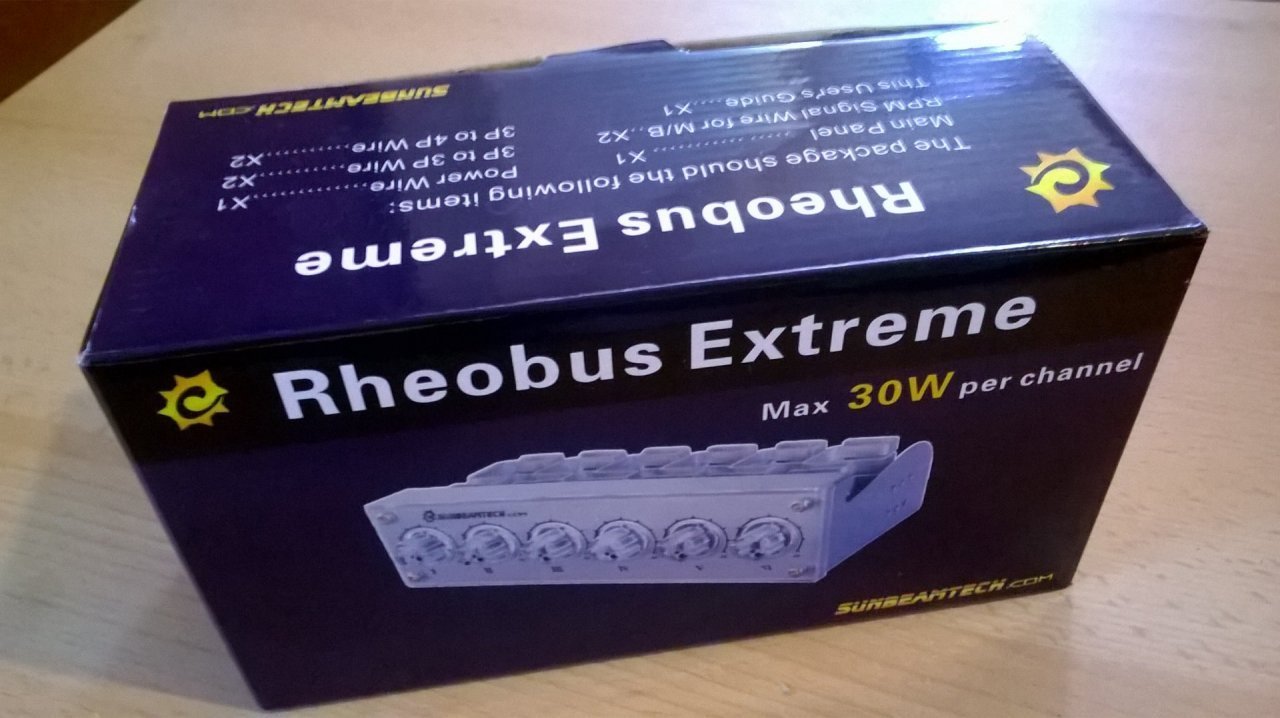 Rheobus Extreme
The package should the following items:
Main Panel ............ X1
RPM Signal Wire for M/B..X2
This User's Guide....X1
Power Wire..................X1
3P to 3P Wire...............X2
3P to 4P Wire...............X2
SUNBEAMTECH.COM
Rheobus Extreme
Max 30W per channel
SUNBEAMTECH.COM
SUNBEAMTECH.COM